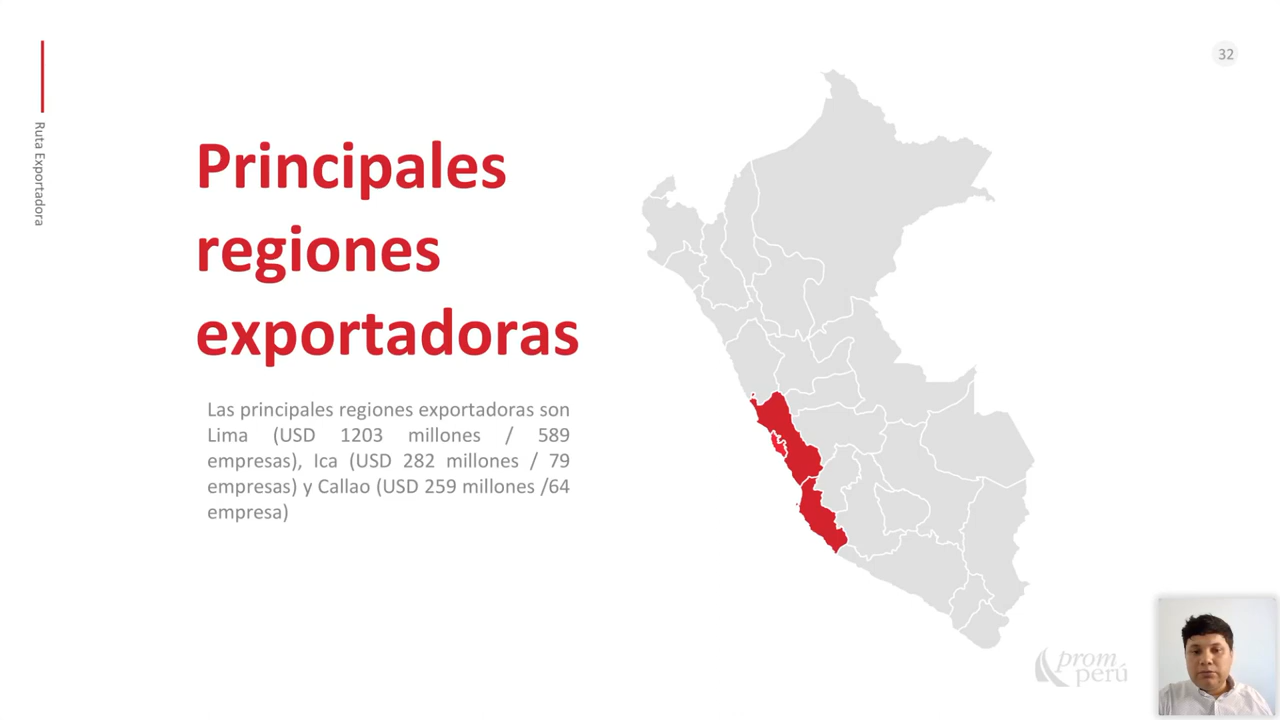 32
Ruta Exportadora
Principales
regiones
exportadoras
Las principales regiones exportadoras son
Lima (USD 1203 millones / 589
empresas), Ica (USD 282 millones / 79
empresas) y Callao (USD 259 millones /64
empresa)
prom
perú